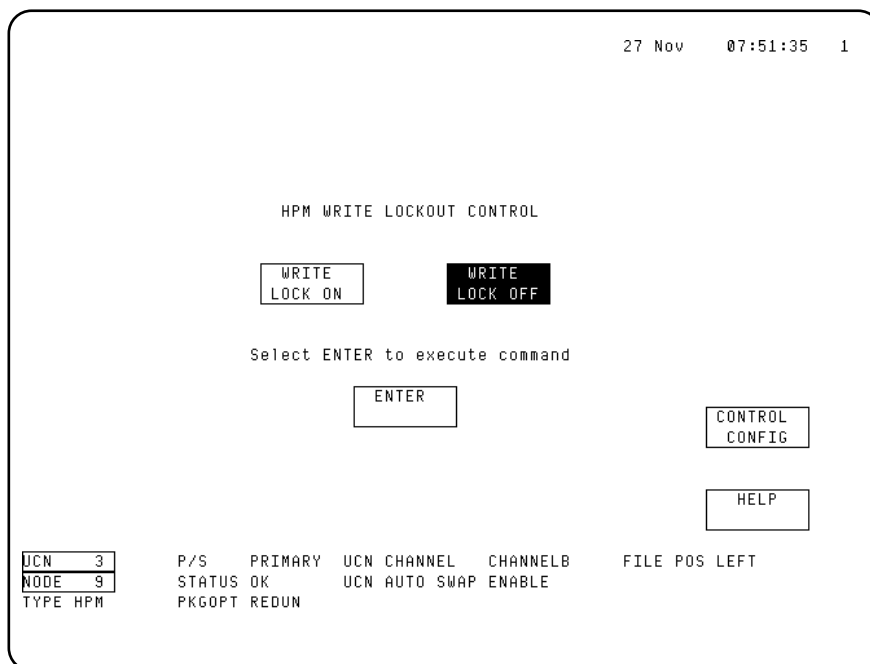 27 Nov 07:51:35 1
HPM WRITE LOCKOUT CONTROL
WRITE WRITE
LOCK ON LOCK OFF
Select ENTER to execute command
ENTER
CONTROL
CONFIG
HELP
UCN 3 P/S PRIMARY UCN CHANNEL CHANNELB FILE POS LEFT
NODE 9 STATUS OK UCN AUTO SWAP ENABLE
TYPE HPM PKGOPT REDUN